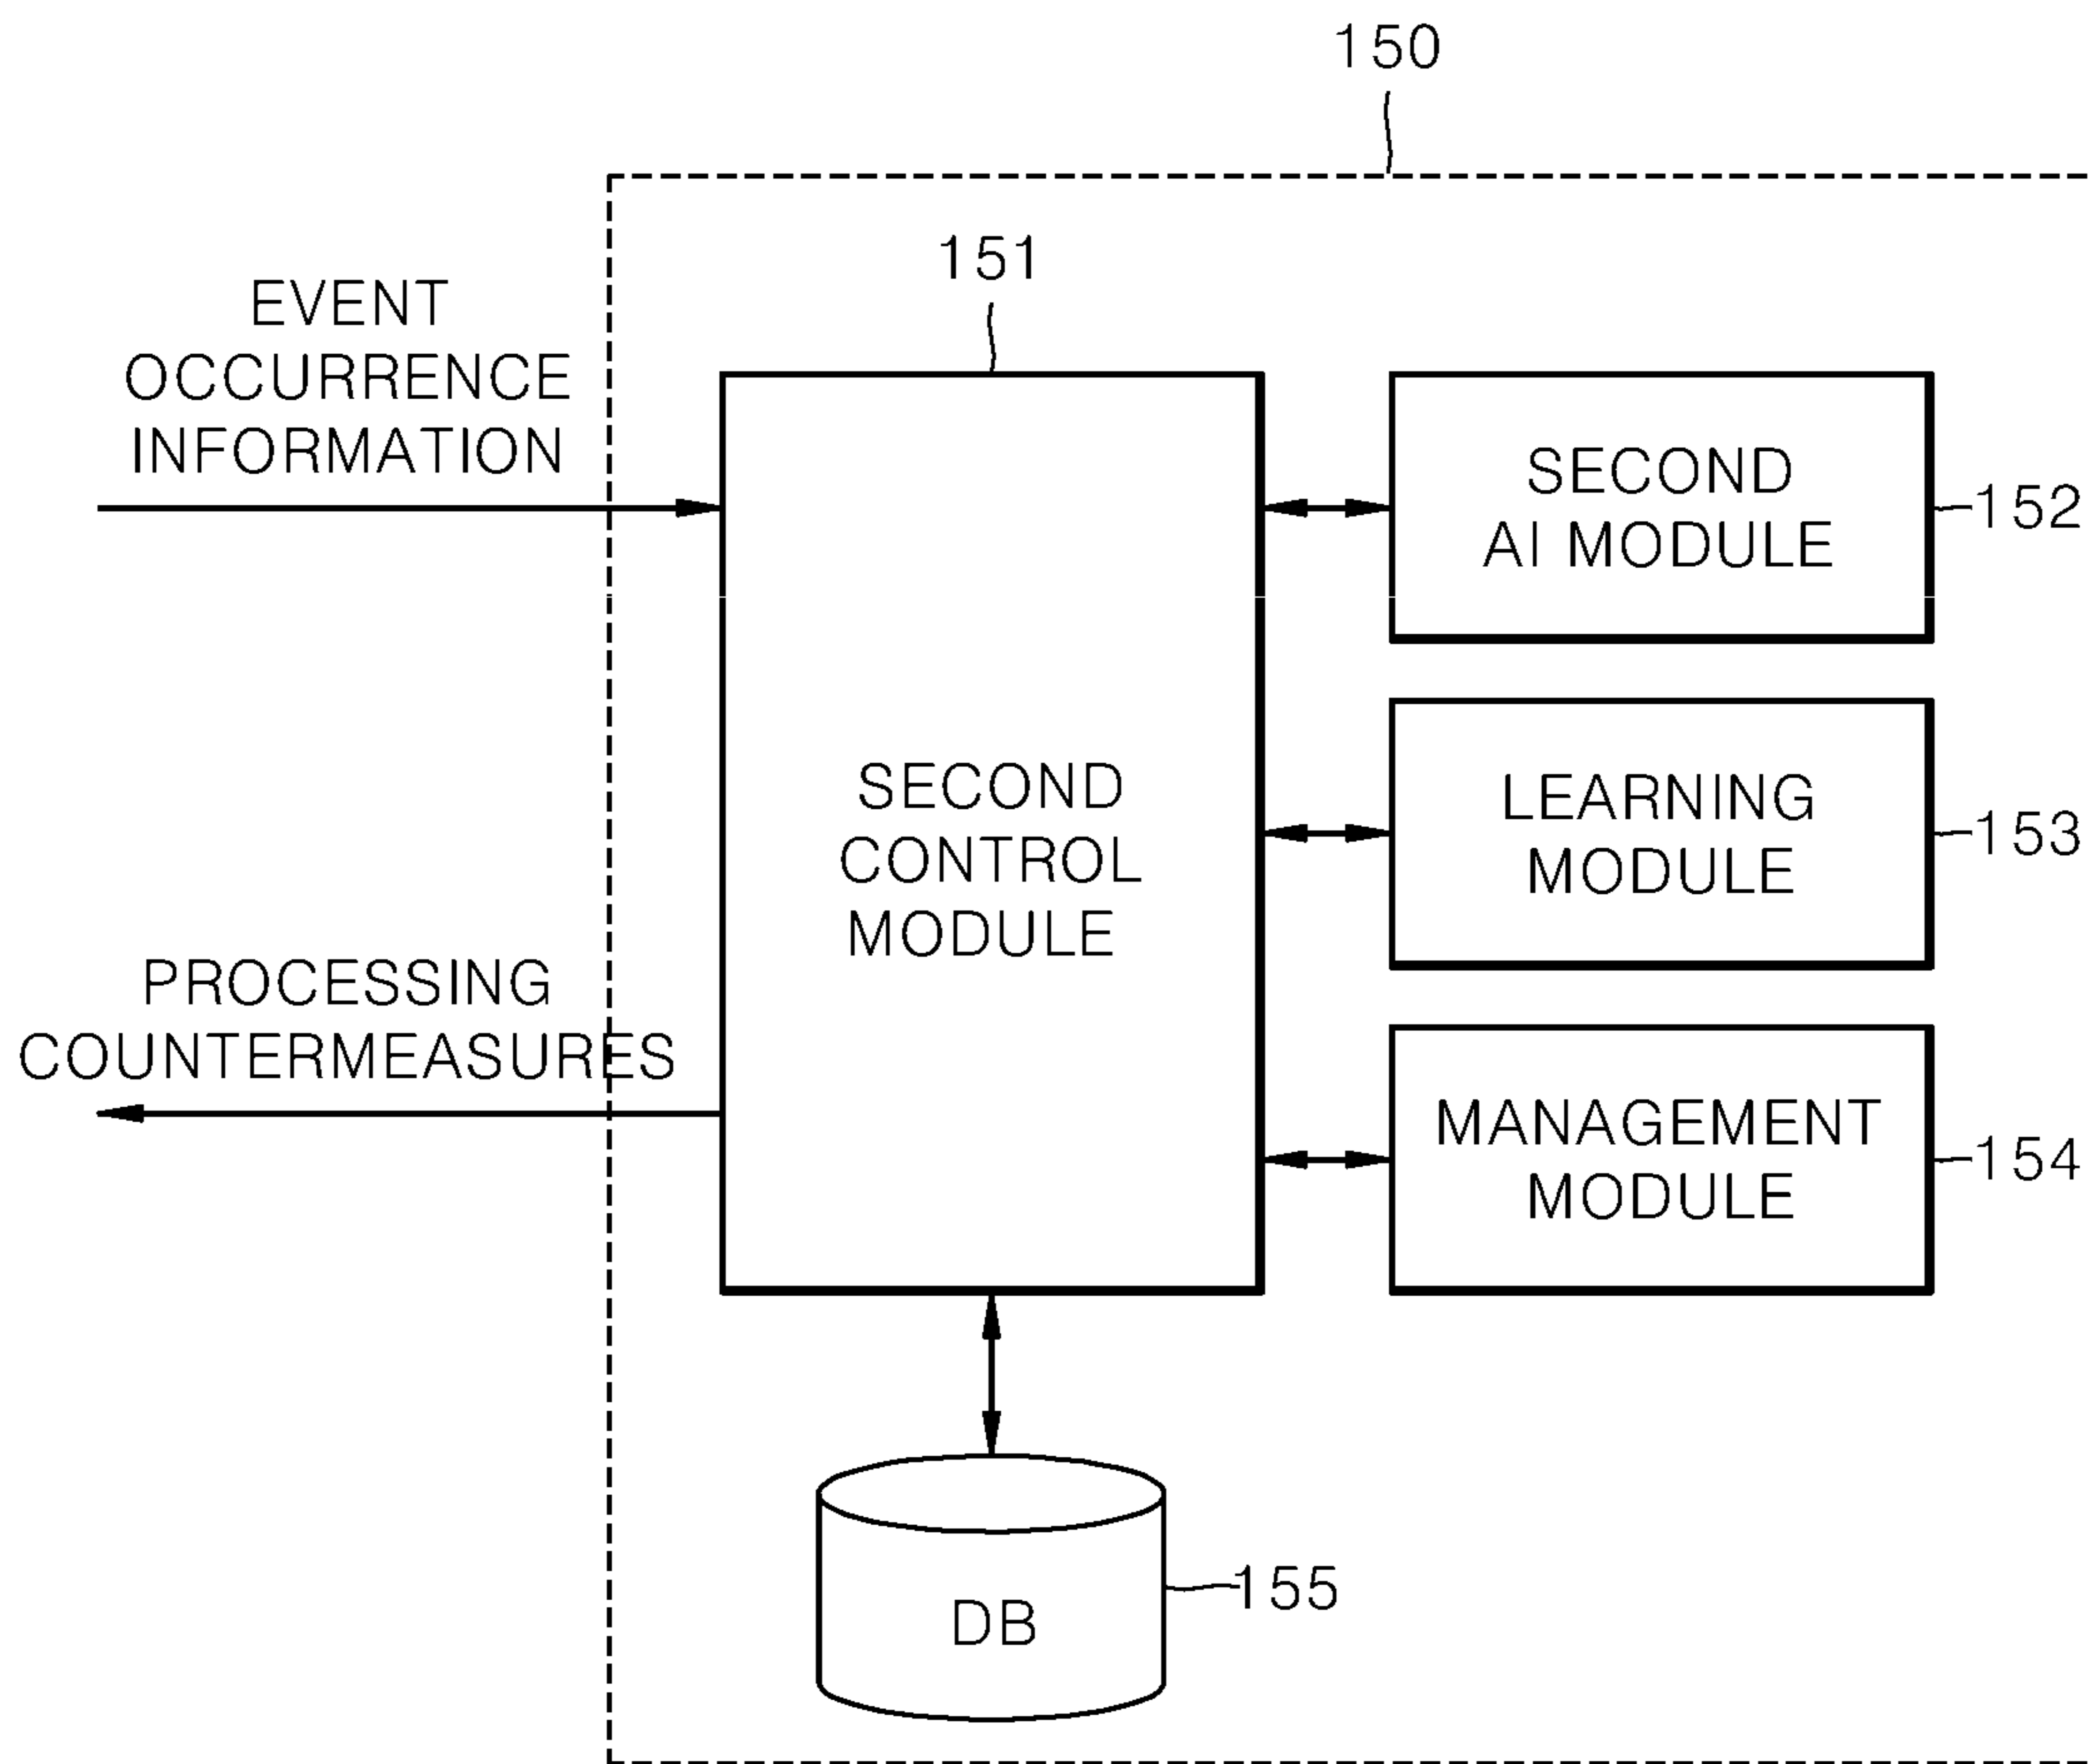 150
151
EVENT
OCCURRENCE
INFORMATION
SECOND
AI MODULE
152
SECOND
CONTROL
MODULE
LEARNING
MODULE
153
PROCESSING
COUNTERMEASURES
MANAGEMENT
MODULE
154
DB
155